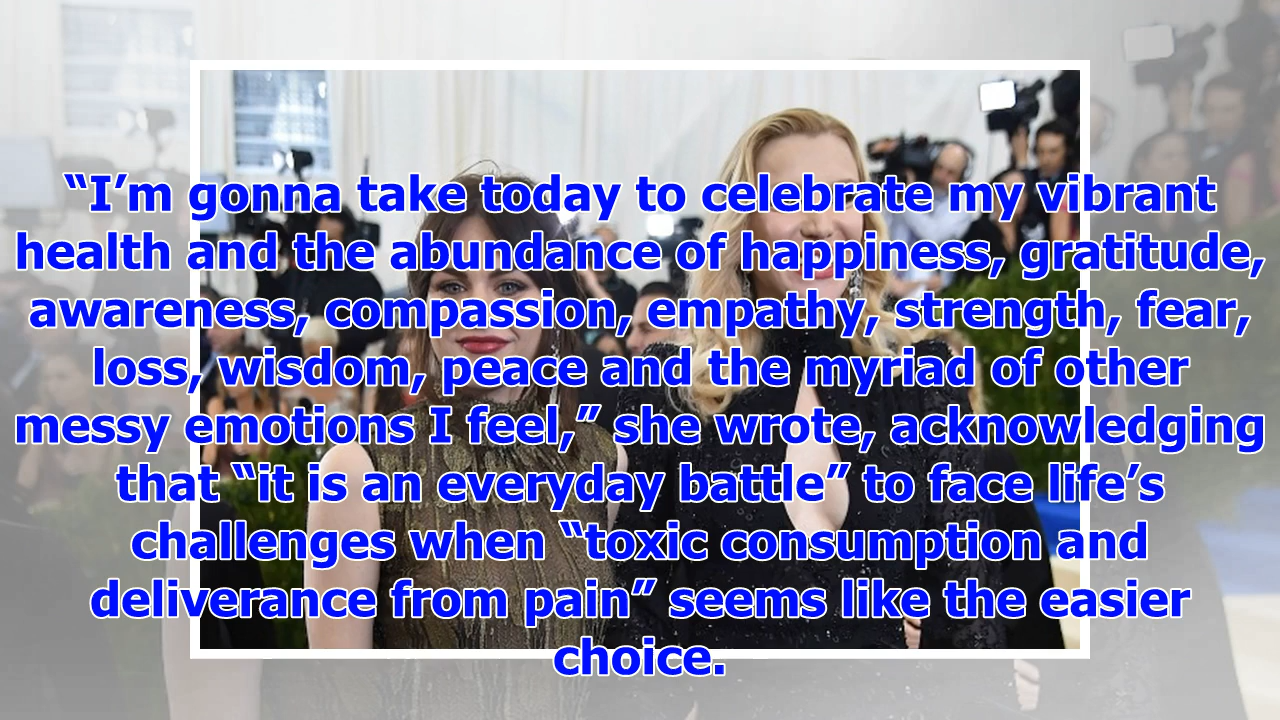 “I’m gonna take today to celebrate my vibrant
health and the abundance of happiness, gratitude,
awareness, compassion, empathy, strength, fear,
loss, wisdom, peace and the myriad of other
messy emotions I feel,” she wrote, acknowledging
that “it is an everyday battle” to face life’s
challenges when “toxic consumption and
deliverance from pain” seems like the easier
choice.